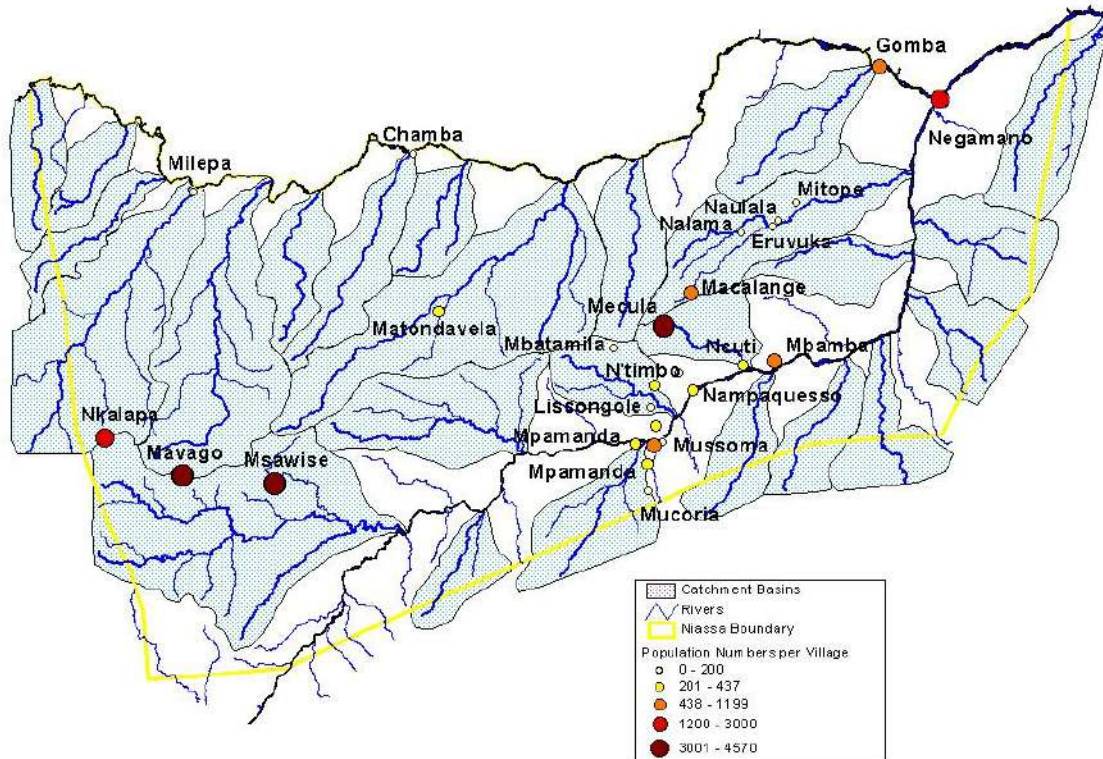 Gomba
Negamano
Chamba
Milepa
Mitope
Naulala
Nalama
Eruvuka
Macalange
Mecula
Matondavela
Mbatamila
Ncuti
Mbamba
N'timbo
Nampaquesso
Lissongole
Nkalapa
Mpamanda
Mussoma
Mavago
Msawise
Mpamanda
Mucoria
Catchment Basins
Rivers
Niassa Boundary
Population Numbers per Village
0 - 200
201 - 437
438 - 1199
1200 - 3000
3001 - 4570